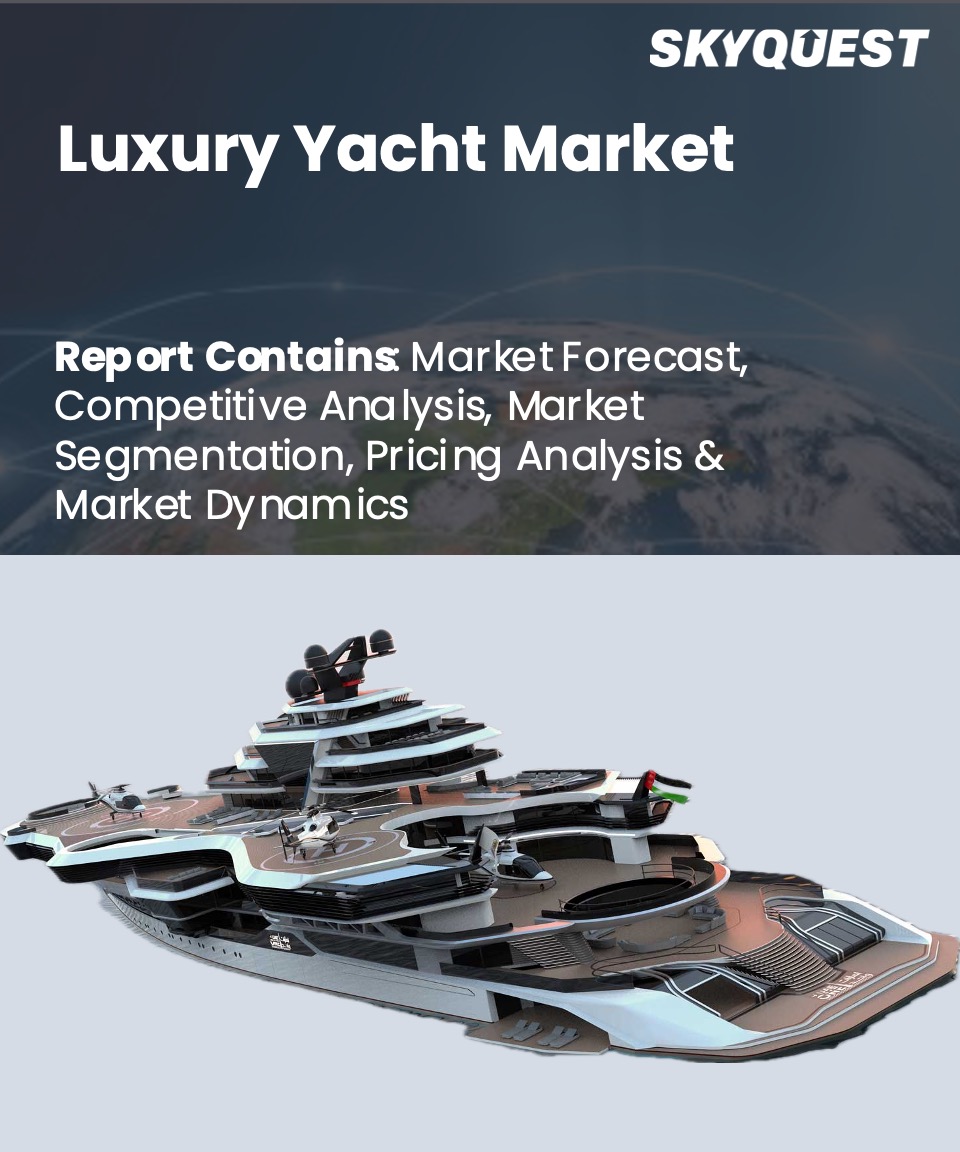 SKYQUEST
Luxury Yacht Market
Report Contains: Market Forecast,
Competitive Analysis, Market
Segmentation, Pricing Analysis &
Market Dynamics
H